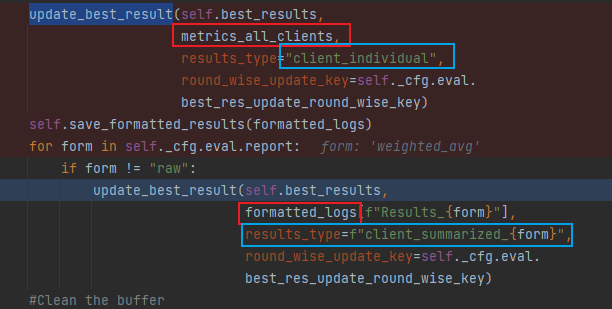 update_best_result(self.best_results,
metrics_all_clients,
results_type="client_individual",
round_wise_update_key=self._cfg.eval.
best_res_update_round_wise_key)
self.save_formatted_results(formatted_logs)
for form in self._cfg.eval.report:   form: 'weighted_avg'
if form != "raw":
update_best_result(self.best_results,
formatted_logs[f"Results_{form}"],
results_type=f"client_summarized_{form}",
round_wise_update_key=self._cfg.eval.
best_res_update_round_wise_key)
#Clean the buffer